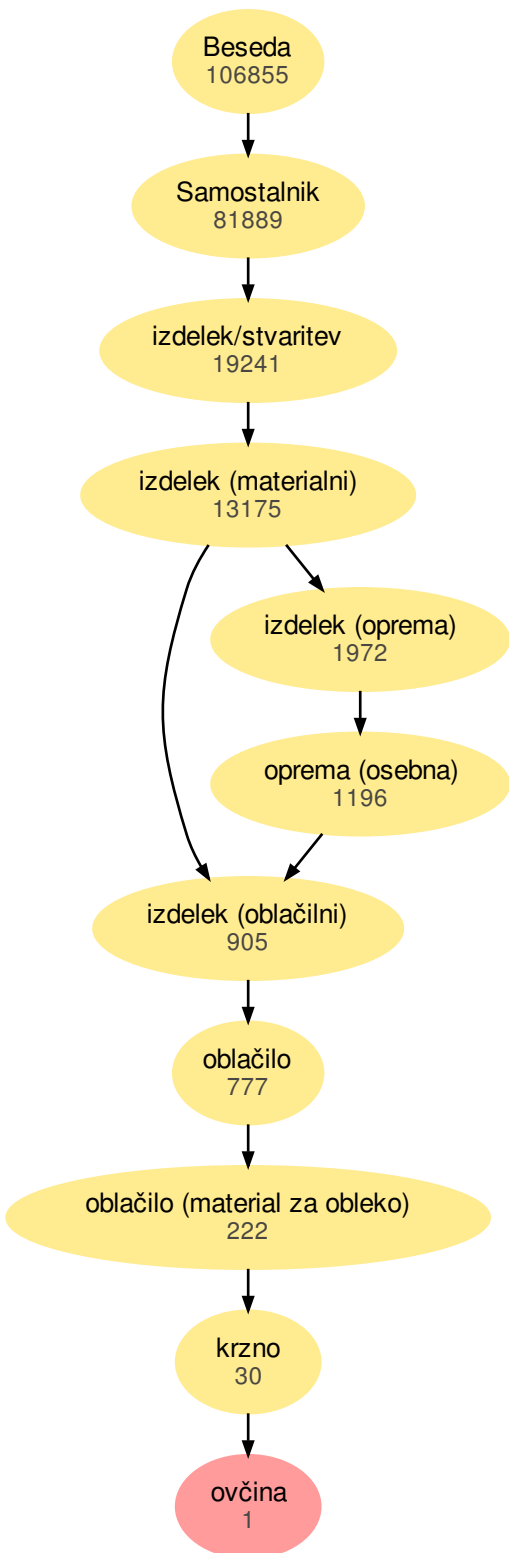 Beseda
106855
Samostalnik
81889
izdelek/stvaritev
19241
izdelek (materialni)
13175
izdelek (oprema)
1972
oprema (osebna)
1196
izdelek (oblačilni)
905
oblačilo
777
oblačilo (material za obleko)
222
krzno
30
ovčina
1